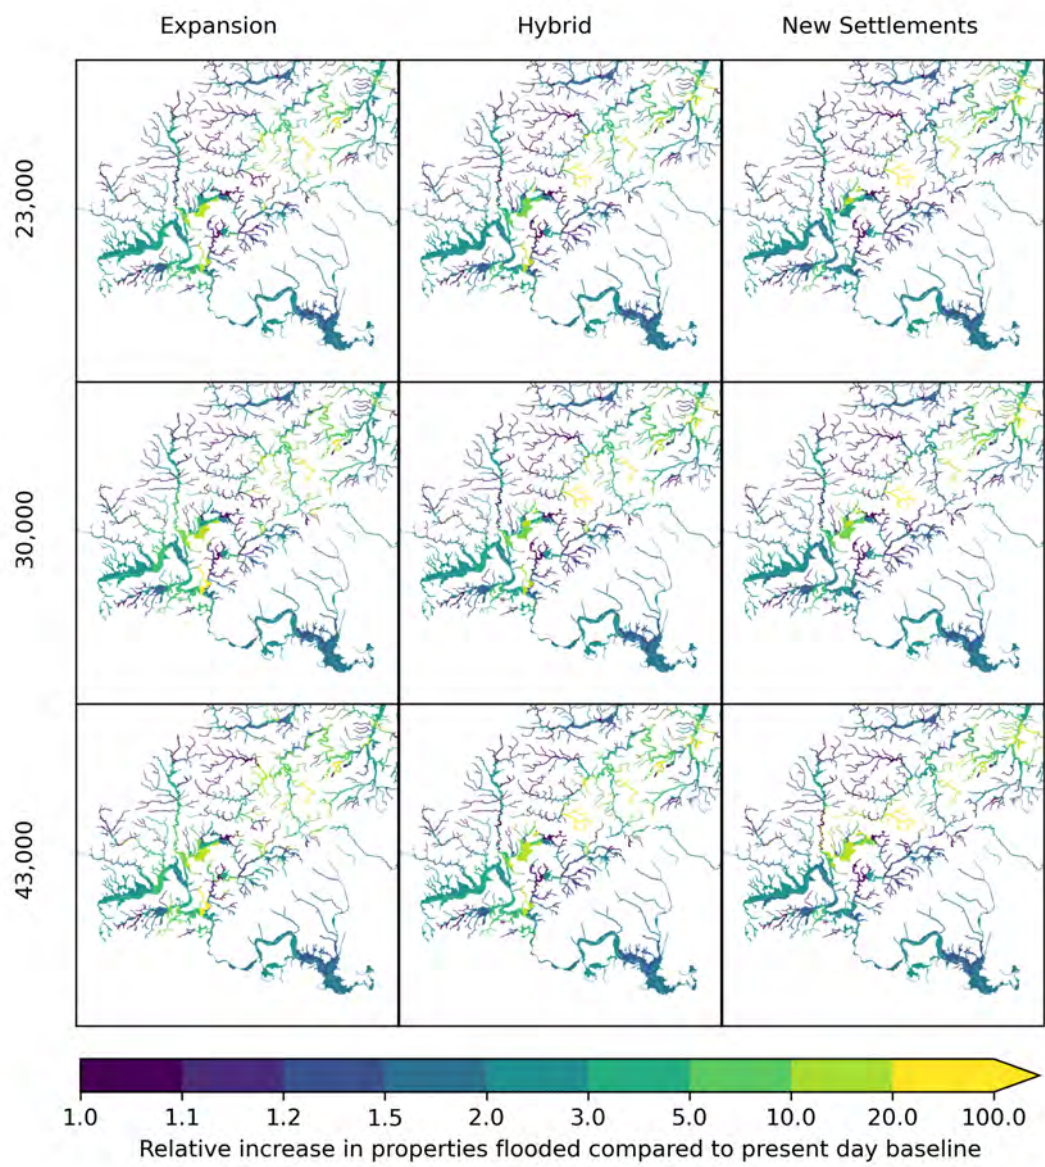 Expansion Hybrid New Settlements
23,000
30,000
43,000
1.0 1.1 1.2 1.5 2.0 3.0 5.0 10.0 20.0 100.0
Relative increase in properties flooded compared to present day baseline